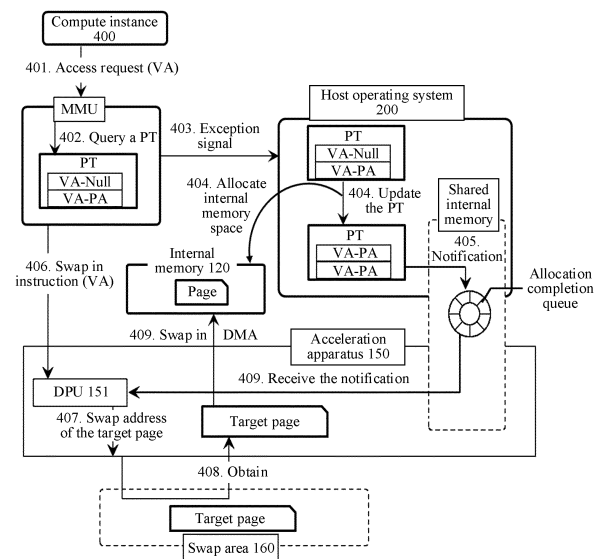 Compute instance
400
401. Access request (VA)
MMU
402. Query a PT
PT
VA-Null
VA-PA
403. Exception
signal
Host operating system
200
PT
VA-Null
VA-PA
404. Allocate
internal
memory
space
404. Update
the PT
PT
VA-PA
VA-PA
Shared
internal
memory
405.
Notification
Allocation
completion
queue
406. Swap in
instruction (VA)
Internal
memory 120
Page
409. Swap in
DMA
Acceleration
apparatus 150
409. Receive the notification
DPU 151
407. Swap address
of the target page
Target page
408. Obtain
Target page
Swap area 160